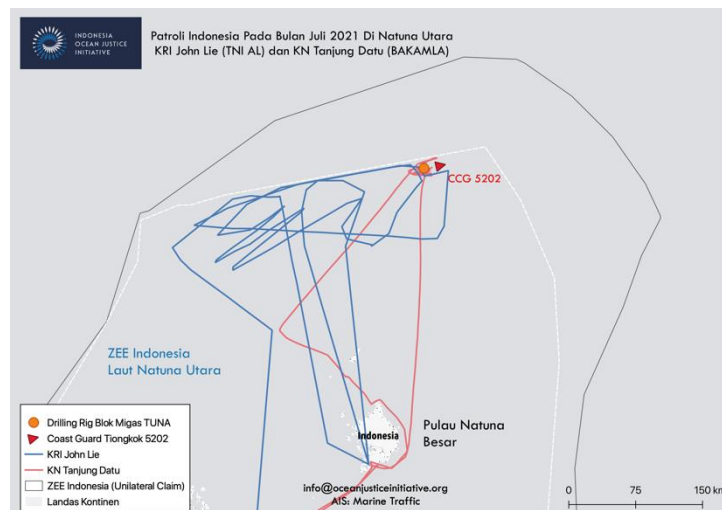 INDONESIA
OCEAN JUSTICE
INITIATIVE
Patroli Indonesia Pada Bulan Juli 2021 Di Natuna Utara
KRI John Lie (TNI AL) dan KN Tanjung Datu (BAKAMLA)
CCG 5202
ZEE Indonesia
Laut Natuna Utara
Drilling Rig Blok Migas TUNA
Coast Guard Tiongkok 5202
KRI John Lie
KN Tanjung Datu
ZEE Indonesia (Unilateral Claim)
Landas Kontinen
Indonesia
Pulau Natuna
Besar
info@oceanjusticeinitiative.org
AIS: Marine Traffic
0 75 150 km